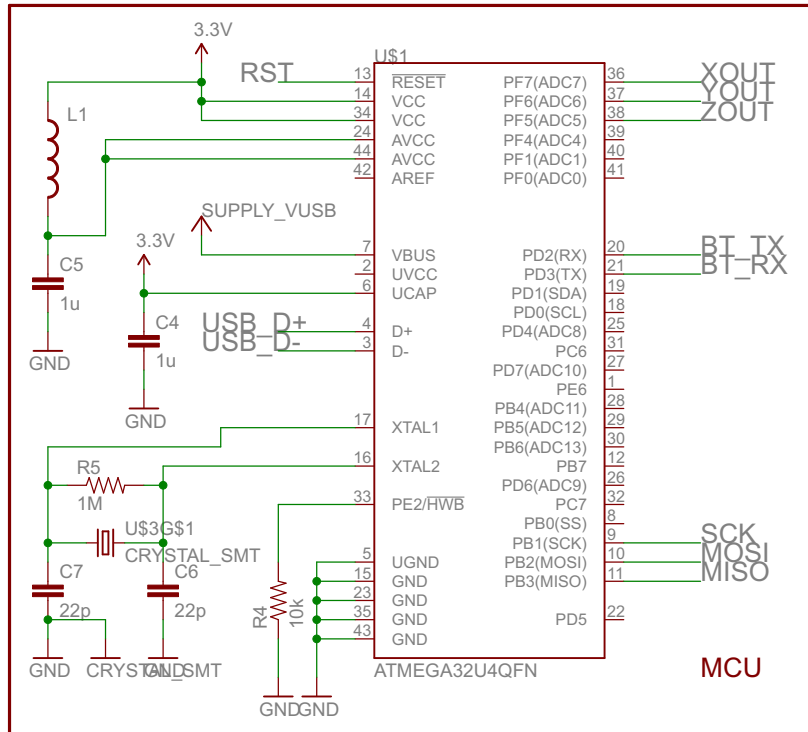 3.3V
U$1
RST
13 RESET PF7(ADC7) 36 XOUT
14 VCC PF6(ADC6) 37 YOUT
34 VCC PF5(ADC5) 38 ZOUT
L1
24 AVCC PF4(ADC4) 39
44 AVCC PF1(ADC1) 40
42 AREF PF0(ADC0) 41
SUPPLY_VUSB
3.3V
7 VBUS PD2(RX) 20 BT_TX
2 UVCC PD3(TX) 21 BT_RX
C5
1u
6 UCAP PD1(SDA) 19
PD0(SCL) 18
C4
1u
USB_D+ 4 D+ PD4(ADC8) 25
USB_D- 3 D- PC6 31
GND
PD7(ADC10) 27
PE6 1
GND
PB4(ADC11) 28
17 XTAL1 PB5(ADC12) 29
PB6(ADC13) 30
R5
1M
16 XTAL2 PB7 12
PD6(ADC9) 26
33 PE2/HWB PC7 32
PB0(SS) 8
U$3G$1
CRYSTAL_SMT
PB1(SCK) 9 SCK
5 UGND PB2(MOSI) 10 MOSI
15 GND PB3(MISO) 11 MISO
C7
22p
C6
22p
23 GND
R4
10k
35 GND PD5 22
43 GND
GND
CRYSTAL_SMT
GND
ATMEGA32U4QFN
MCU
GND
GND